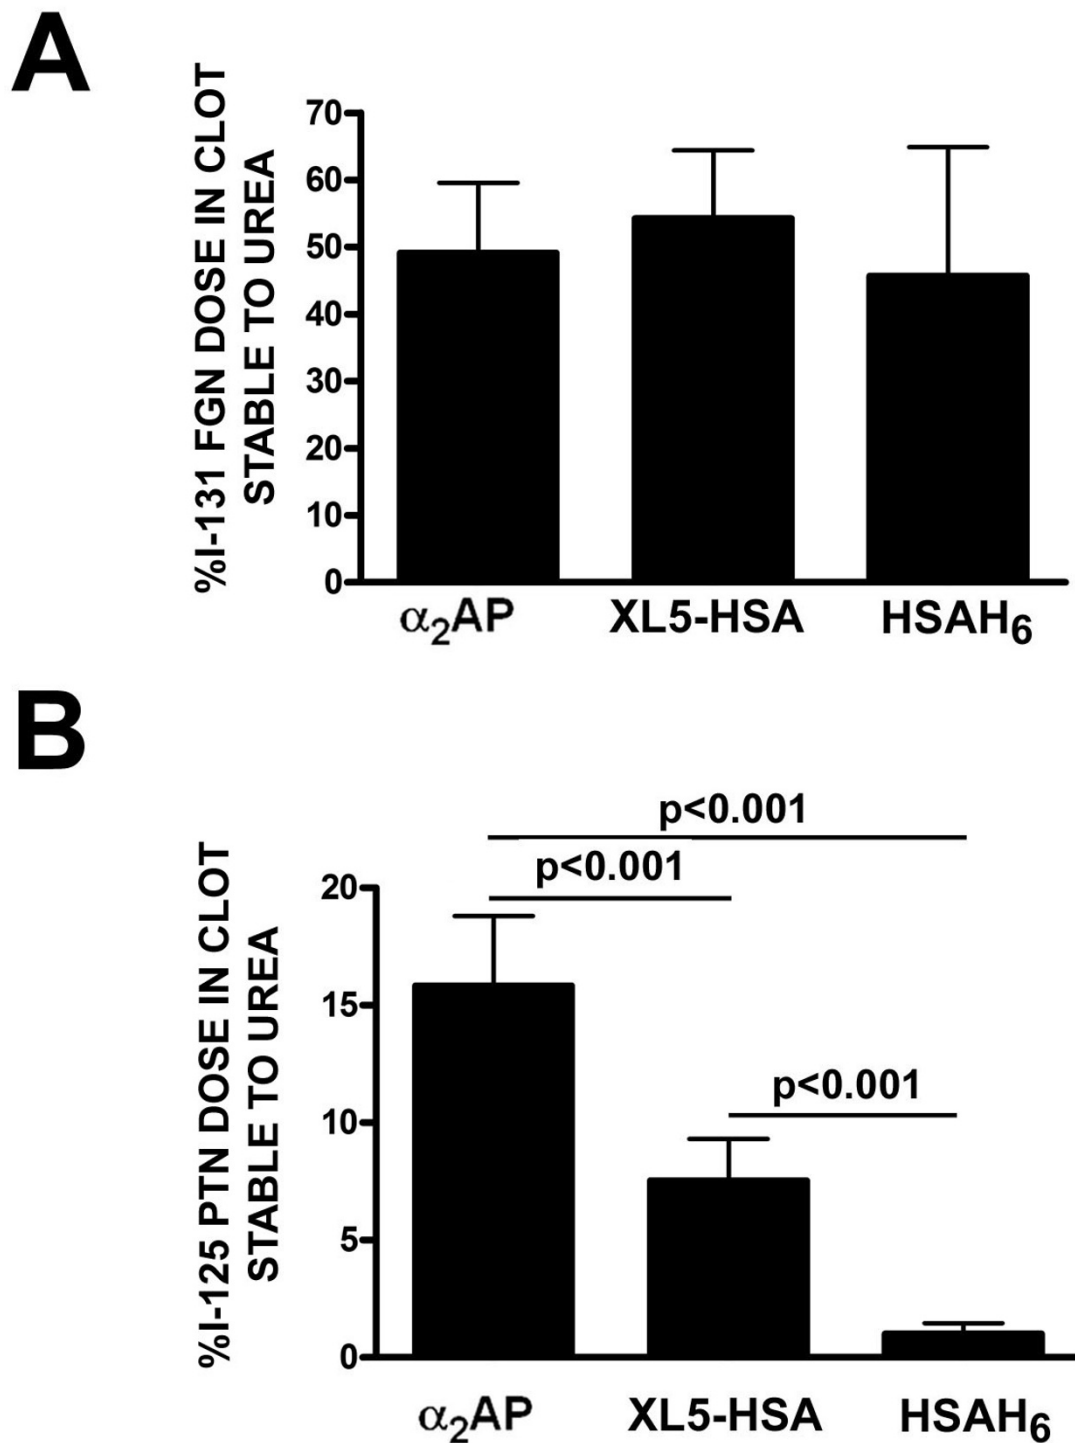 A
%I-131 FGN DOSE IN CLOT
STABLE TO UREA
70
60
50
40
30
20
10
0
α₂AP
XL5-HSA
HSAH₆
B
%I-125 PTN DOSE IN CLOT
STABLE TO UREA
p<0.001
p<0.001
p<0.001
20
15
10
5
0
α₂AP
XL5-HSA
HSAH₆